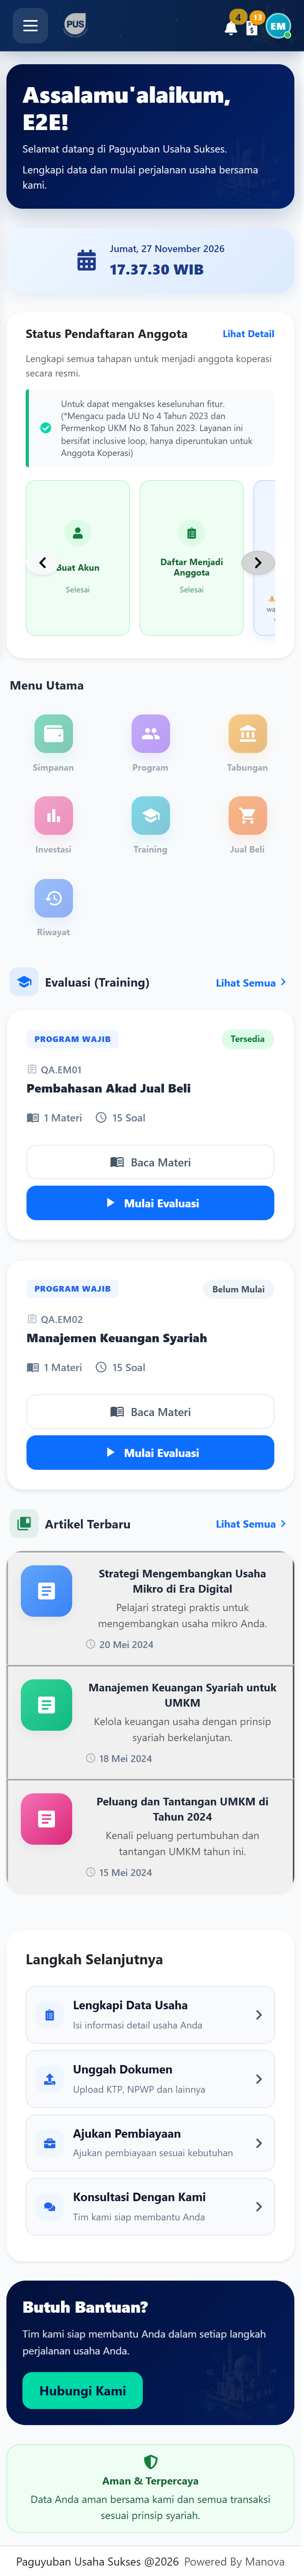 PUS
4
13
EM
Assalamu'alaikum,
E2E!
Selamat datang di Paguyuban Usaha Sukses.
Lengkapi data dan mulai perjalanan usaha bersama
kami.
Jumat, 27 November 2026
17.37.30 WIB
Status Pendaftaran Anggota
Lihat Detail
Lengkapi semua tahapan untuk menjadi anggota koperasi
secara resmi.
Untuk dapat mengakses keseluruhan fitur.
(*Mengacu pada UU No 4 Tahun 2023 dan
Permenkop UKM No 8 Tahun 2023. Layanan ini
bersifat inclusive loop, hanya diperuntukan untuk
Anggota Koperasi)
Buat Akun
Selesai
Daftar Menjadi
Anggota
Selesai
wa
Menu Utama
Simpanan
Program
Tabungan
Investasi
Training
Jual Beli
Riwayat
Evaluasi (Training)
Lihat Semua
PROGRAM WAJIB
Tersedia
QA.EM01
Pembahasan Akad Jual Beli
1 Materi
15 Soal
Baca Materi
Mulai Evaluasi
PROGRAM WAJIB
Belum Mulai
QA.EM02
Manajemen Keuangan Syariah
1 Materi
15 Soal
Baca Materi
Mulai Evaluasi
Artikel Terbaru
Lihat Semua
Strategi Mengembangkan Usaha
Mikro di Era Digital
Pelajari strategi praktis untuk
mengembangkan usaha mikro Anda.
20 Mei 2024
Manajemen Keuangan Syariah untuk
UMKM
Kelola keuangan usaha dengan prinsip
syariah berkelanjutan.
18 Mei 2024
Peluang dan Tantangan UMKM di
Tahun 2024
Kenali peluang pertumbuhan dan
tantangan UMKM tahun ini.
15 Mei 2024
Langkah Selanjutnya
Lengkapi Data Usaha
Isi informasi detail usaha Anda
Unggah Dokumen
Upload KTP, NPWP dan lainnya
Ajukan Pembiayaan
Ajukan pembiayaan sesuai kebutuhan
Konsultasi Dengan Kami
Tim kami siap membantu Anda
Butuh Bantuan?
Tim kami siap membantu Anda dalam setiap langkah
perjalanan usaha Anda.
Hubungi Kami
Aman & Terpercaya
Data Anda aman bersama kami dan semua transaksi
sesuai prinsip syariah.
Paguyuban Usaha Sukses @2026 Powered By Manova